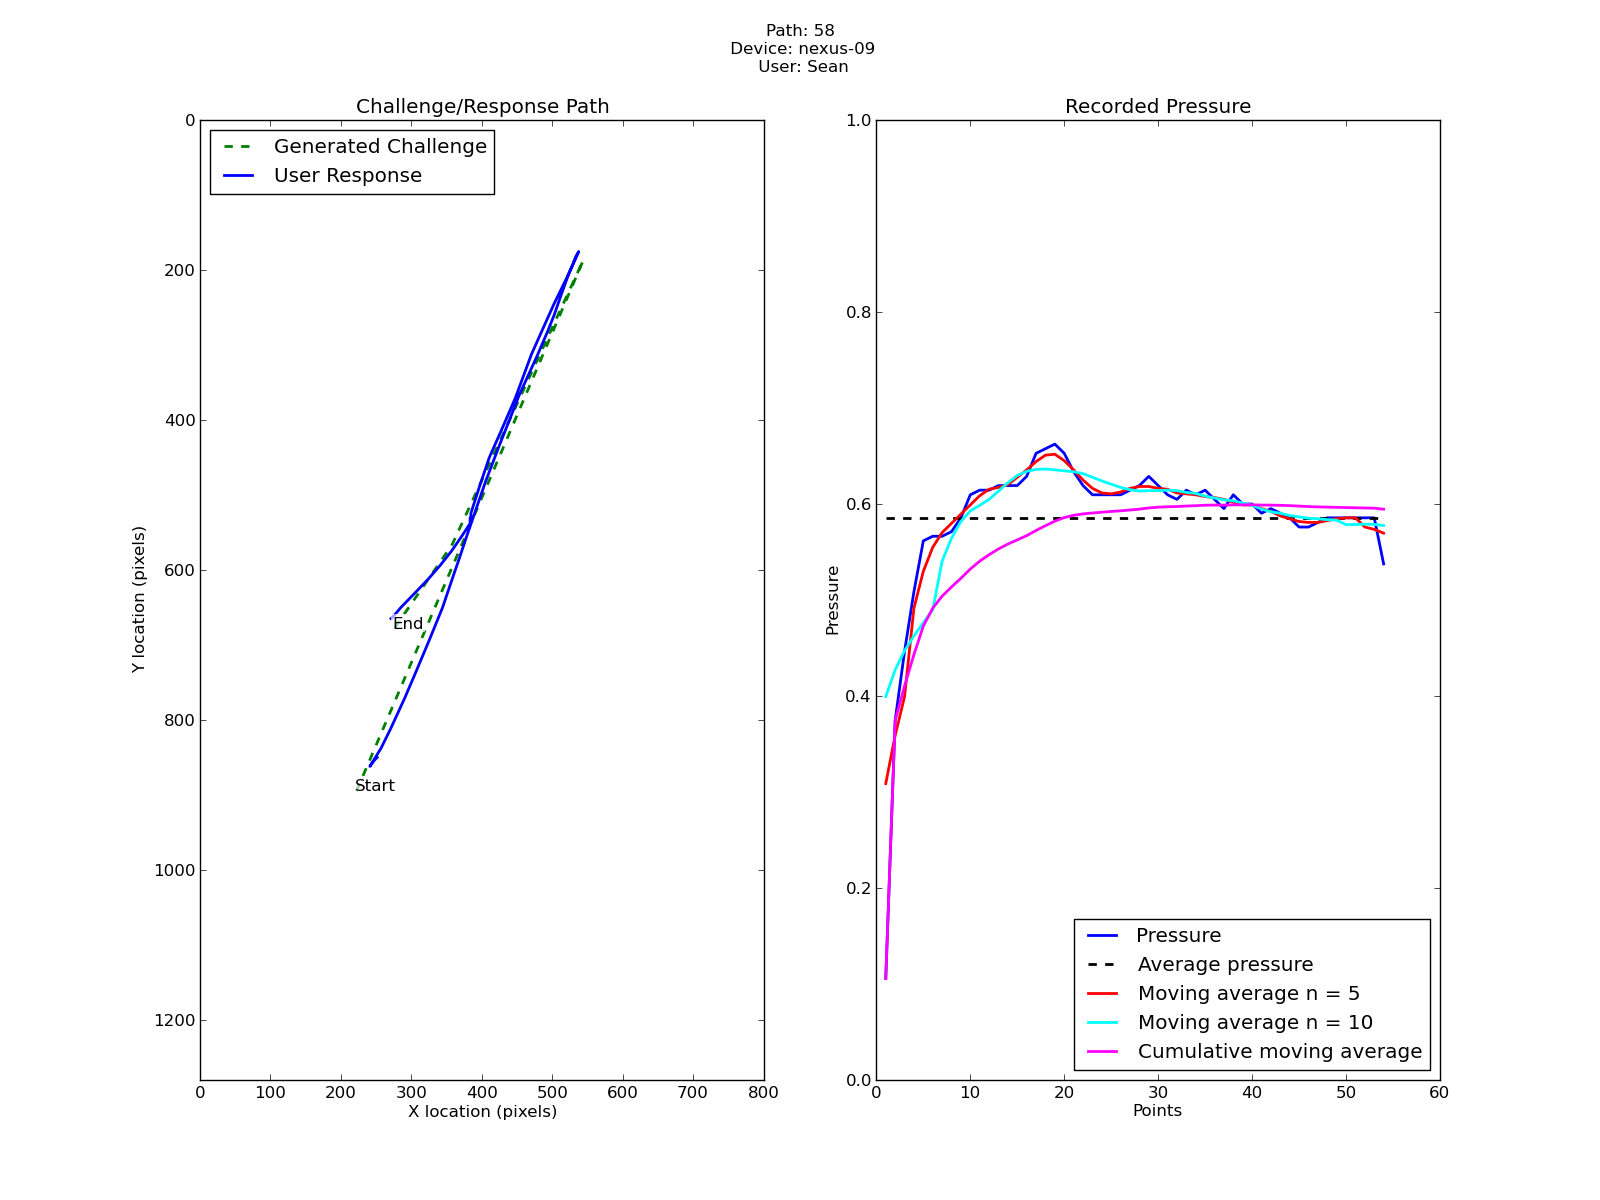 Path: 58
Device: nexus-09
User: Sean
Challenge/Response Path
Generated Challenge
User Response
0
200
400
600
800
1000
1200
Y location (pixels)
End
Start
0 100 200 300 400 500 600 700 800
X location (pixels)
Recorded Pressure
1.0
0.8
0.6
0.4
0.2
0.0
Pressure
Pressure
Average pressure
Moving average n = 5
Moving average n = 10
Cumulative moving average
0 10 20 30 40 50 60
Points